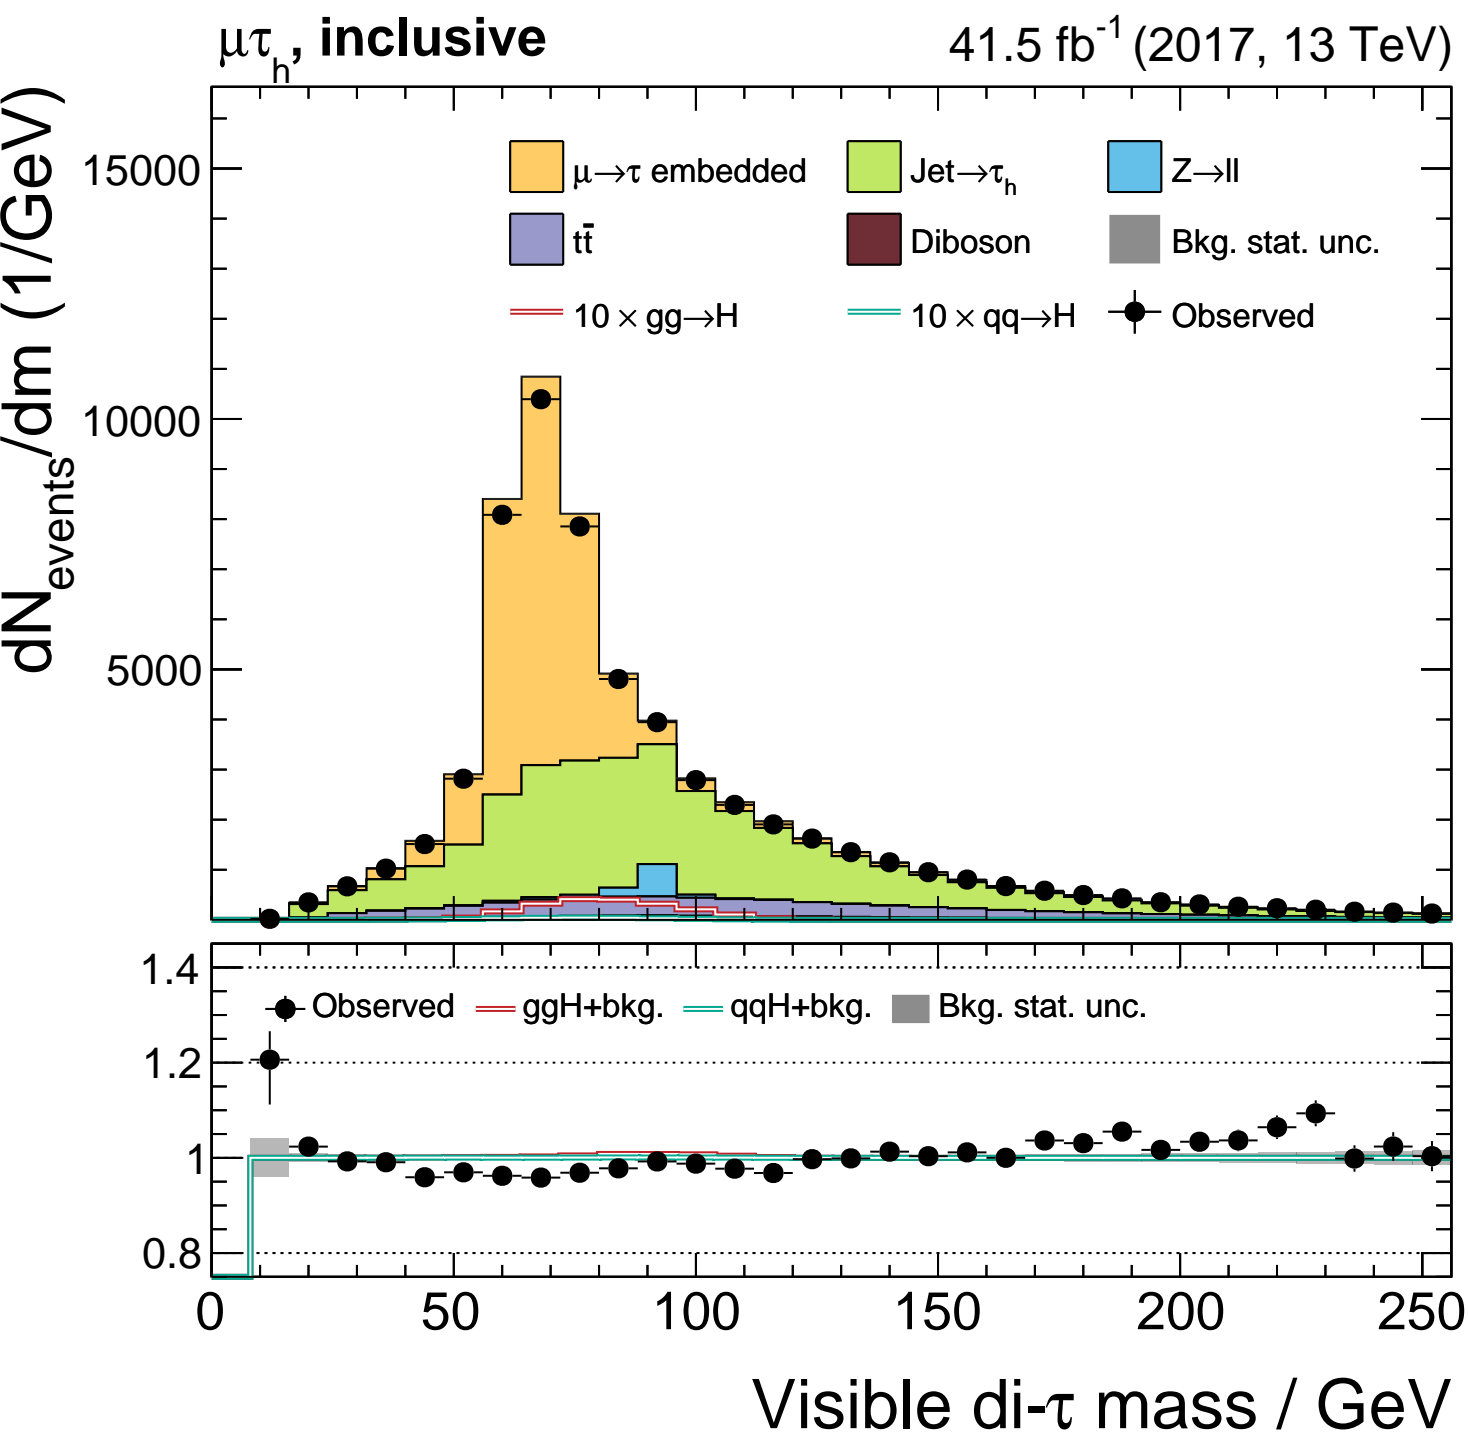 μτₕ, inclusive 41.5 fb⁻¹ (2017, 13 TeV)
dN_events/dm (1/GeV)
15000
10000
5000
μ→τ embedded Jet→τₕ Z→ll
tt̄ Diboson Bkg. stat. unc.
10 × gg→H 10 × qq→H Observed
1.4
1.2
1
0.8
Observed ggH+bkg. qqH+bkg. Bkg. stat. unc.
0 50 100 150 200 250
Visible di-τ mass / GeV